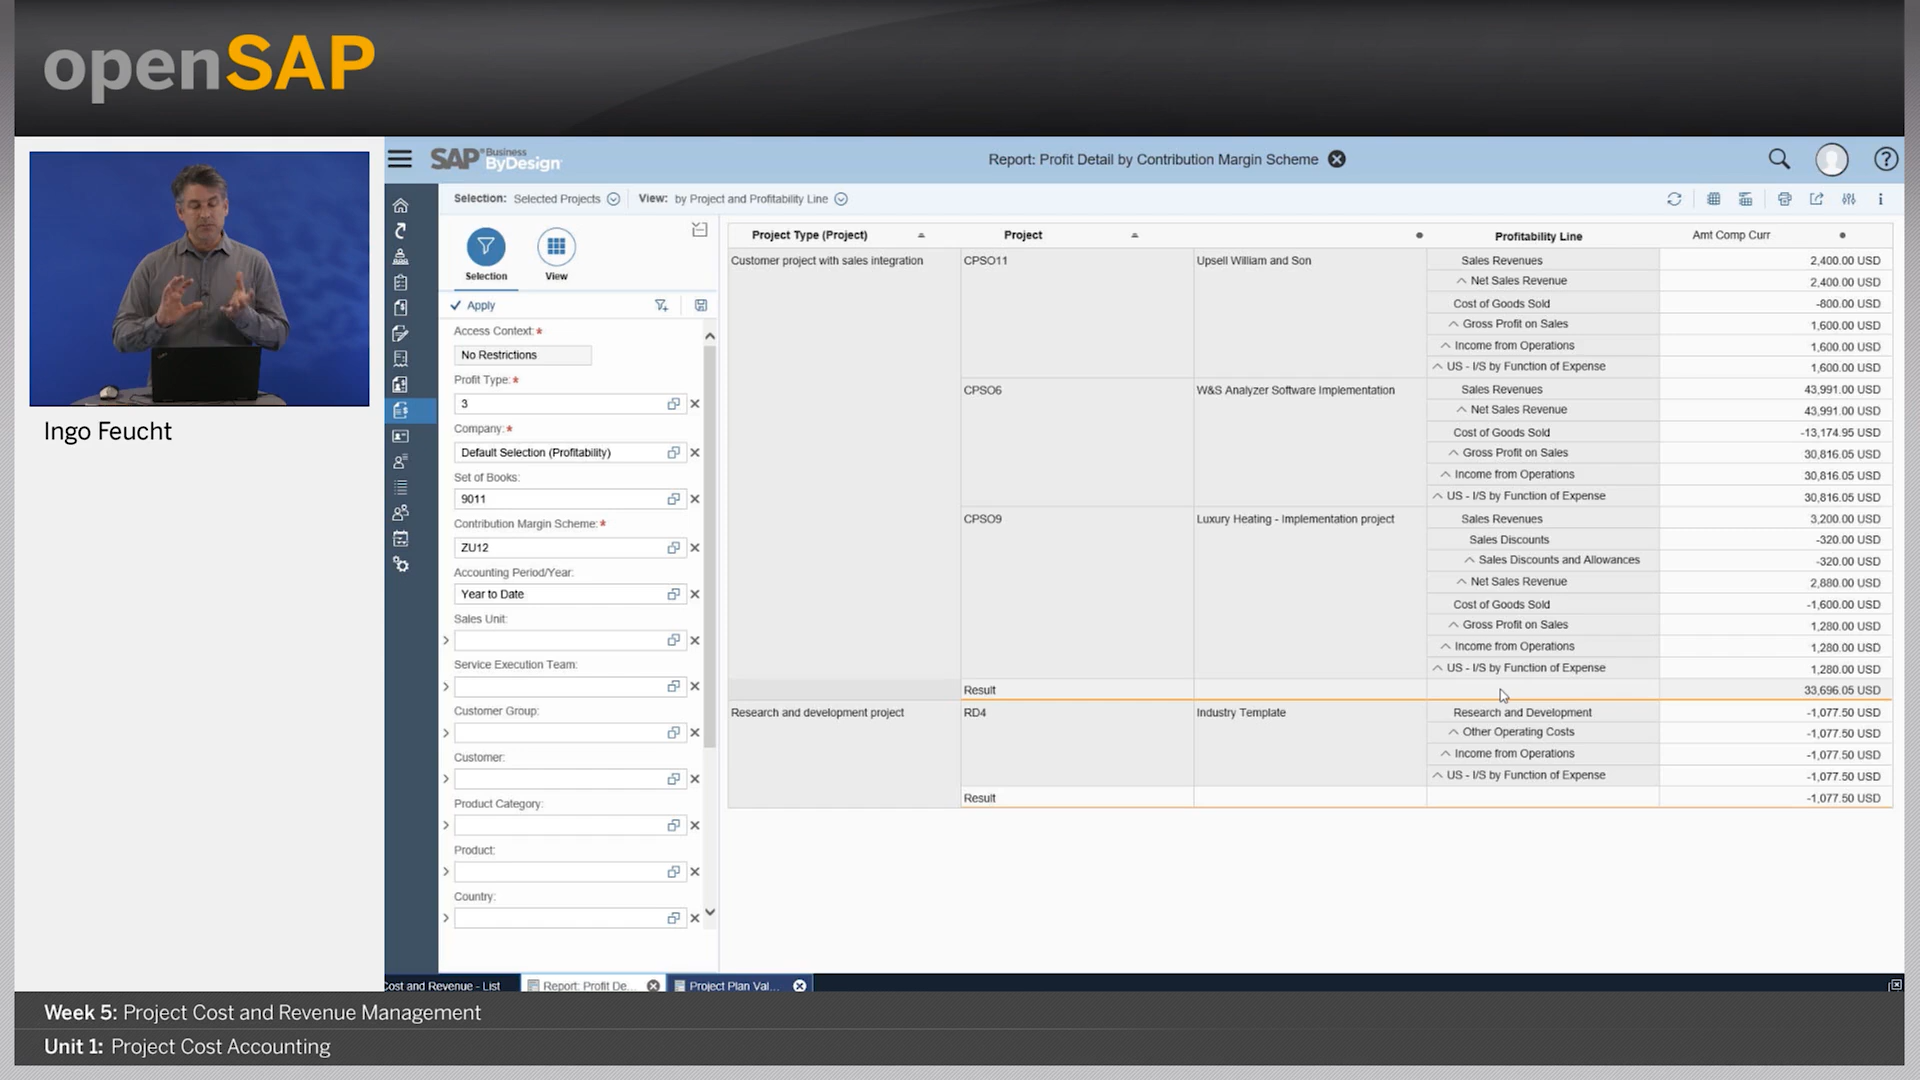 openSAP
Ingo Feucht
SAP Business ByDesign
Report: Profit Detail by Contribution Margin Scheme
Selection: Selected Projects
View: by Project and Profitability Line
Selection
View
Apply
Access Context: *
No Restrictions
Profit Type: *
3
Company: *
Default Selection (Profitability)
Set of Books:
9011
Contribution Margin Scheme: *
ZU12
Accounting Period/Year:
Year to Date
Sales Unit:
Service Execution Team:
Customer Group:
Customer:
Product Category:
Product:
Country:
Project Type (Project) Project Profitability Line Amt Comp Curr
Customer project with sales integration CPSO11 Upsell William and Son Sales Revenues 2,400.00 USD
Net Sales Revenue 2,400.00 USD
Cost of Goods Sold -800.00 USD
Gross Profit on Sales 1,600.00 USD
Income from Operations 1,600.00 USD
US - I/S by Function of Expense 1,600.00 USD
CPSO6 W&S Analyzer Software Implementation Sales Revenues 43,991.00 USD
Net Sales Revenue 43,991.00 USD
Cost of Goods Sold -13,174.95 USD
Gross Profit on Sales 30,816.05 USD
Income from Operations 30,816.05 USD
US - I/S by Function of Expense 30,816.05 USD
CPSO9 Luxury Heating - Implementation project Sales Revenues 3,200.00 USD
Sales Discounts -320.00 USD
Sales Discounts and Allowances -320.00 USD
Net Sales Revenue 2,880.00 USD
Cost of Goods Sold -1,600.00 USD
Gross Profit on Sales 1,280.00 USD
Income from Operations 1,280.00 USD
US - I/S by Function of Expense 1,280.00 USD
Result 33,696.05 USD
Research and development project RD4 Industry Template Research and Development -1,077.50 USD
Other Operating Costs -1,077.50 USD
Income from Operations -1,077.50 USD
US - I/S by Function of Expense -1,077.50 USD
Result -1,077.50 USD
Cost and Revenue - List
Report: Profit De...
Project Plan Val...
Week 5: Project Cost and Revenue Management
Unit 1: Project Cost Accounting